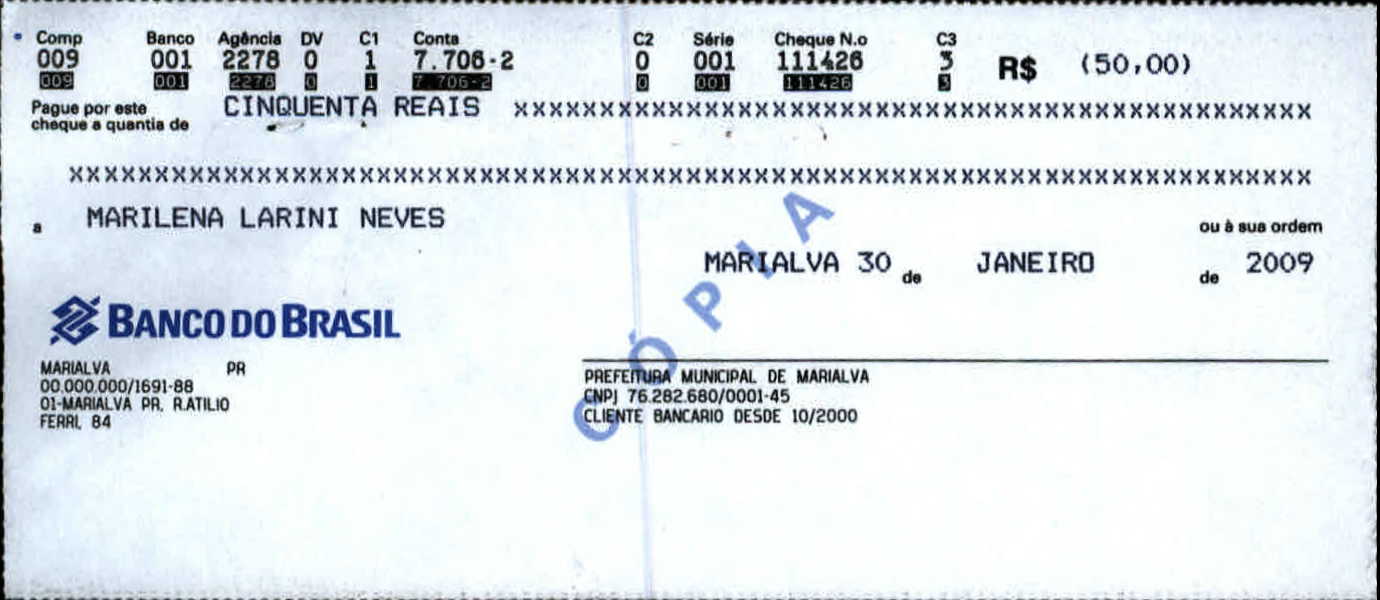 Comp Banco Agência DV C1 Conta C2 Série Cheque N.o C3
009 001 2278 0 1 7.706-2 0 001 111426 3 R$ (50,00)
009 001 2278 0 1 7.706-2 0 001 111426 3
Pague por este cheque a quantia de CINQUENTA REAIS xxxxxxxxxxxxxxxxxxxxxxxxxxxxxxxxxxxxxxxxxxxxxxxxxxxxxxxx
xxxxxxxxxxxxxxxxxxxxxxxxxxxxxxxxxxxxxxxxxxxxxxxxxxxxxxxxxxxxxxxxxxxxxxxxxxxxxxxxxxxxxxx
a MARILENA LARINI NEVES ou à sua ordem
MARIALVA 30 de JANEIRO de 2009
CÓPIA
BANCO DO BRASIL
MARIALVA PR
00.000.000/1691-88
01-MARIALVA PR. R.ATILIO
FERRI, 84
PREFEITURA MUNICIPAL DE MARIALVA
CNPJ 76.282.680/0001-45
CLIENTE BANCARIO DESDE 10/2000